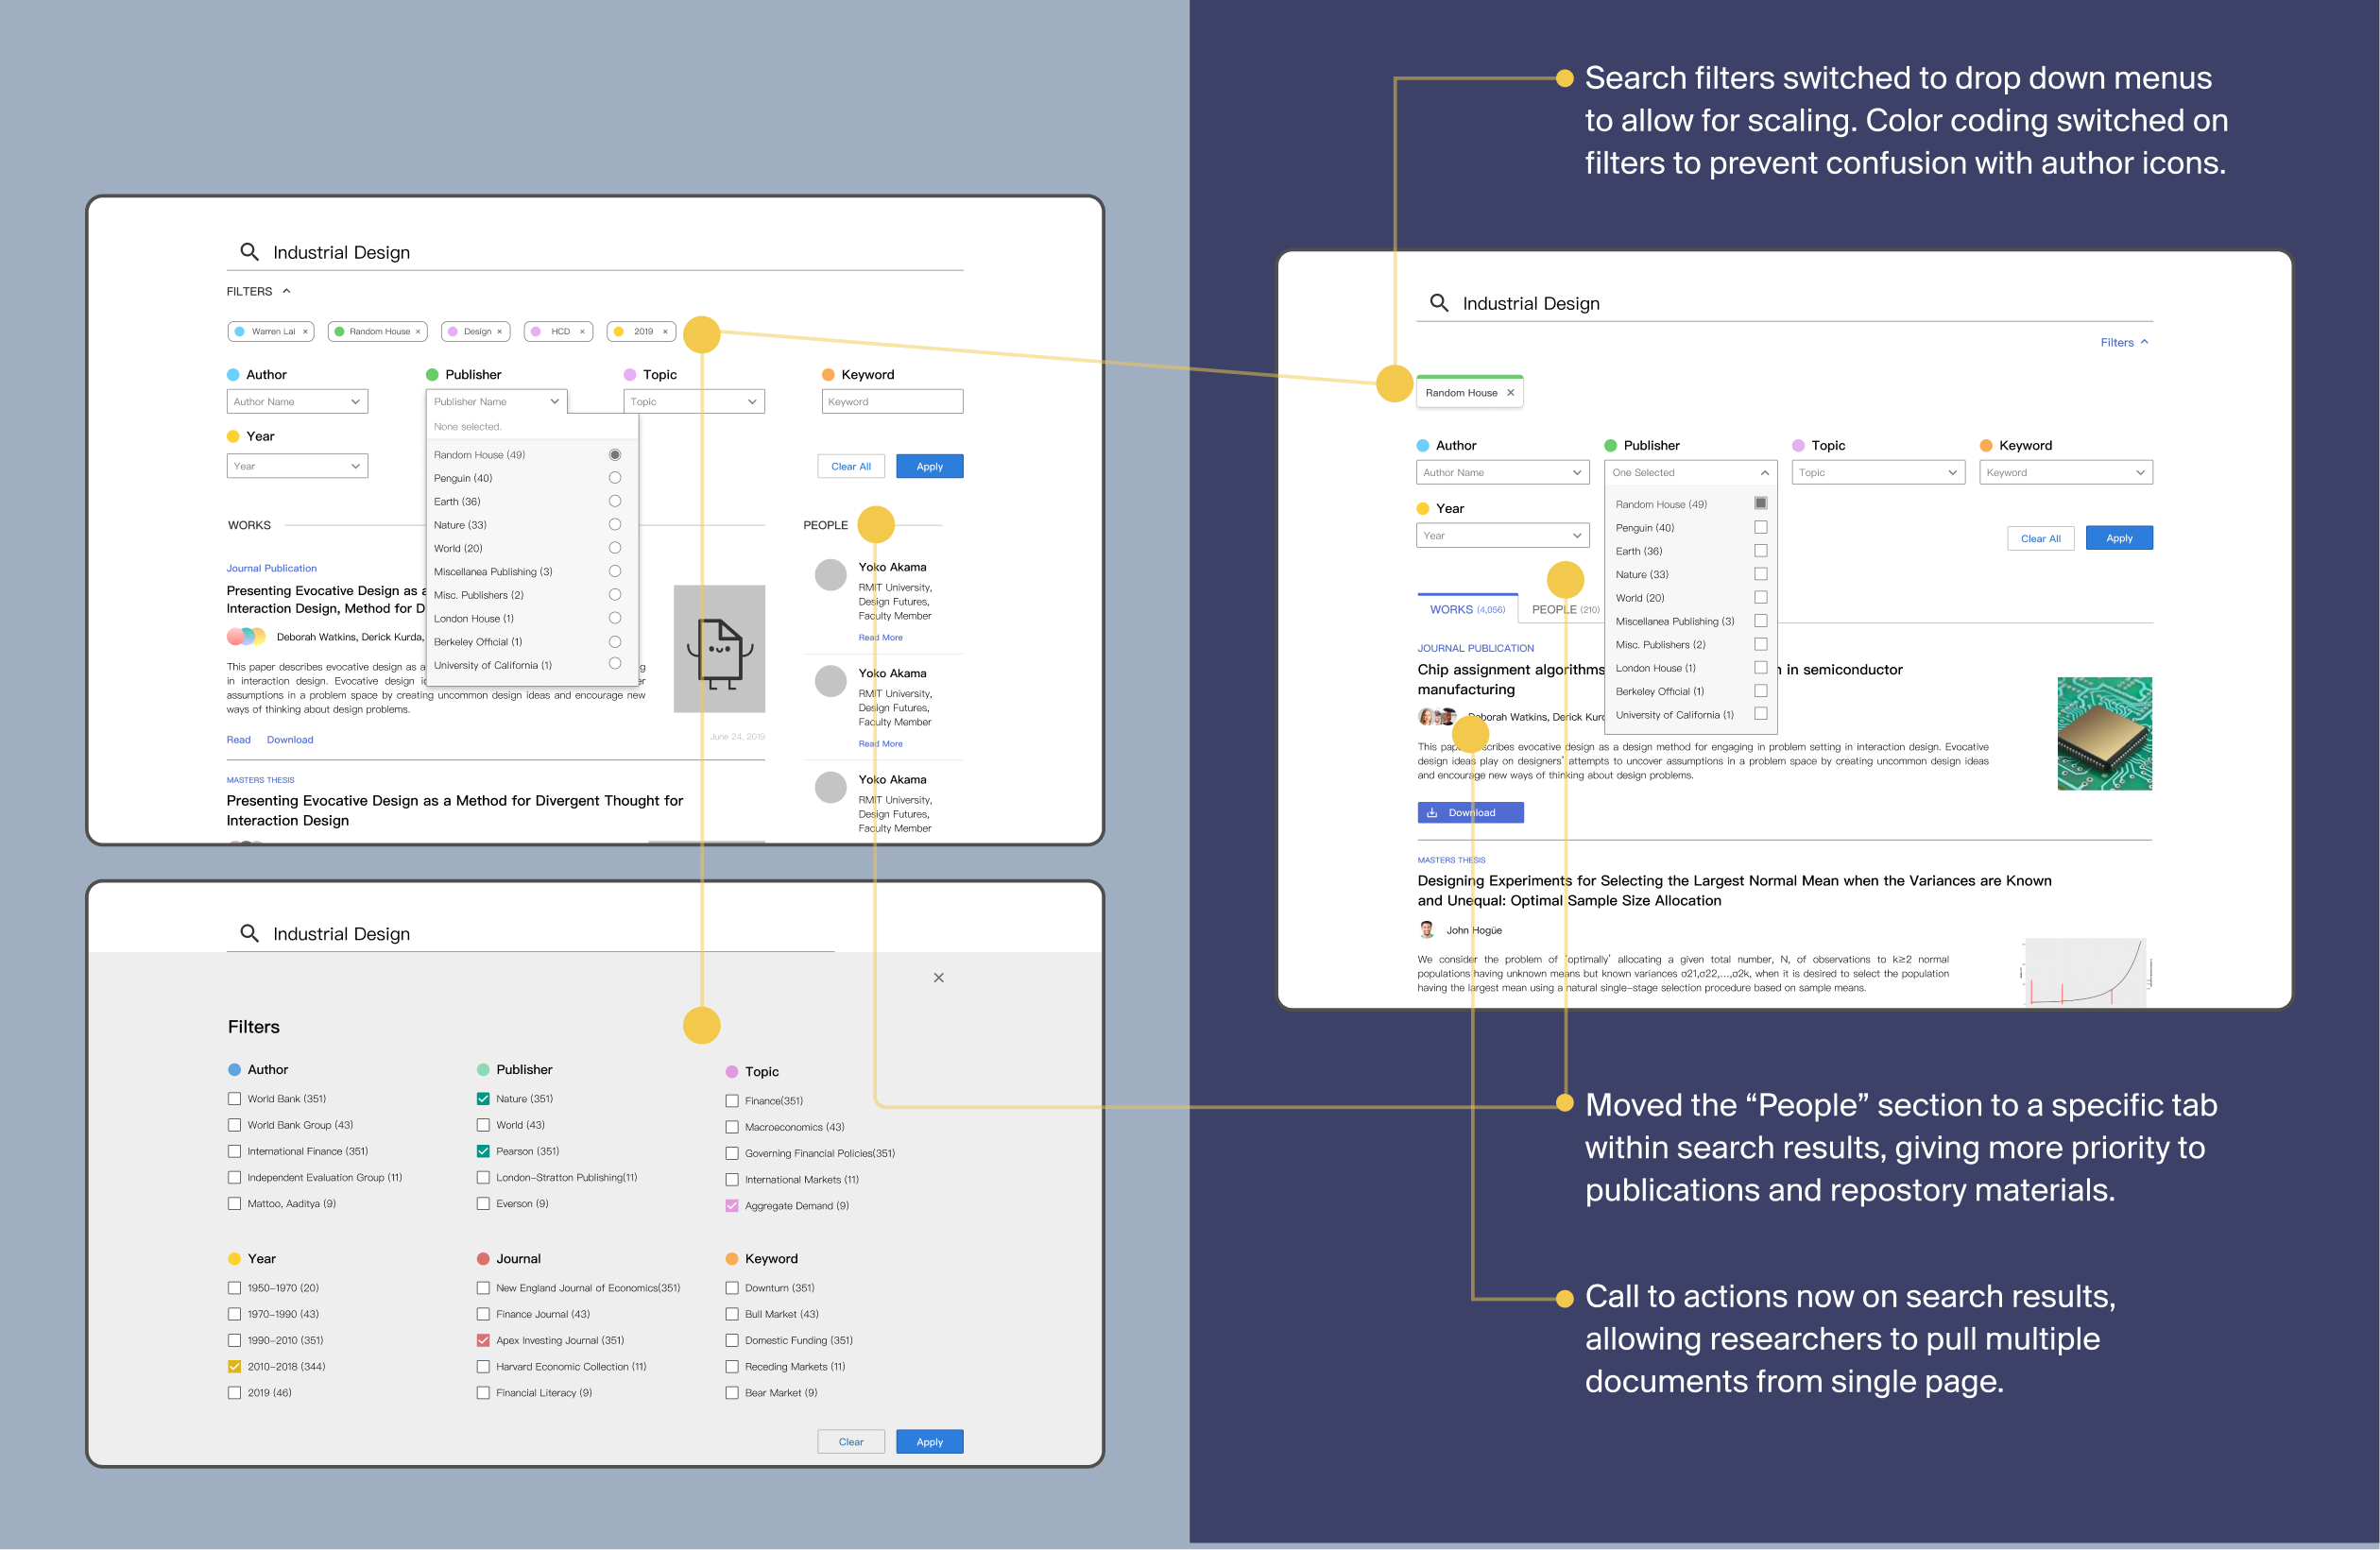 Search filters switched to drop down menus
to allow for scaling. Color coding switched on
filters to prevent confusion with author icons.
Industrial Design
FILTERS
Warren Lai ×
Random House ×
Design ×
HCD ×
2019 ×
Author
Publisher
Topic
Keyword
Author Name
Publisher Name
Topic
Keyword
None selected.
Year
Year
Random House (49)
Penguin (40)
Earth (36)
Nature (33)
World (20)
Miscellanea Publishing (3)
Misc. Publishers (2)
London House (1)
Berkeley Official (1)
University of California (1)
Clear All
Apply
WORKS
Journal Publication
Presenting Evocative Design as a
Interaction Design, Method for D
Deborah Watkins, Derick Kurda,
This paper describes evocative design as a
in interaction design. Evocative design
assumptions in a problem space by creating uncommon design ideas and encourage new
ways of thinking about design problems.
Read Download
June 24, 2019
MASTERS THESIS
Presenting Evocative Design as a Method for Divergent Thought for
Interaction Design
PEOPLE
Yoko Akama
RMIT University,
Design Futures,
Faculty Member
Read More
Yoko Akama
RMIT University,
Design Futures,
Faculty Member
Read More
Yoko Akama
RMIT University,
Design Futures,
Faculty Member
Industrial Design
×
Filters
Author
World Bank (351)
World Bank Group (43)
International Finance (351)
Independent Evaluation Group (11)
Mattoo, Aaditya (9)
Publisher
Nature (351)
World (43)
Pearson (351)
London-Stratton Publishing(11)
Everson (9)
Topic
Finance(351)
Macroeconomics (43)
Governing Financial Policies(351)
International Markets (11)
Aggregate Demand (9)
Year
1950-1970 (20)
1970-1990 (43)
1990-2010 (351)
2010-2018 (344)
2019 (46)
Journal
New England Journal of Economics(351)
Finance Journal (43)
Apex Investing Journal (351)
Harvard Economic Collection (11)
Financial Literacy (9)
Keyword
Downturn (351)
Bull Market (43)
Domestic Funding (351)
Receding Markets (11)
Bear Market (9)
Clear
Apply
Industrial Design
Filters
Random House ×
Author
Publisher
Topic
Keyword
Author Name
One Selected
Topic
Keyword
Year
Year
Random House (49)
Penguin (40)
Earth (36)
Nature (33)
World (20)
Miscellanea Publishing (3)
Misc. Publishers (2)
London House (1)
Berkeley Official (1)
University of California (1)
Clear All
Apply
WORKS (4,056)
PEOPLE (210)
JOURNAL PUBLICATION
Chip assignment algorithms in semiconductor
manufacturing
Deborah Watkins, Derick
This describes evocative design as a design method for engaging in problem setting in interaction design. Evocative
design ideas play on designers' attempts to uncover assumptions in a problem space by creating uncommon design ideas
and encourage new ways of thinking about design problems.
Download
MASTERS THESIS
Designing Experiments for Selecting the Largest Normal Mean when the Variances are Known
and Unequal: Optimal Sample Size Allocation
John Hogüe
We consider the problem of 'optimally' allocating a given total number, N, of observations to k≥2 normal
populations having unknown means but known variances σ21,σ22,...,σ2k, when it is desired to select the population
having the largest mean using a natural single-stage selection procedure based on sample means.
Moved the “People” section to a specific tab
within search results, giving more priority to
publications and repostory materials.
Call to actions now on search results,
allowing researchers to pull multiple
documents from single page.